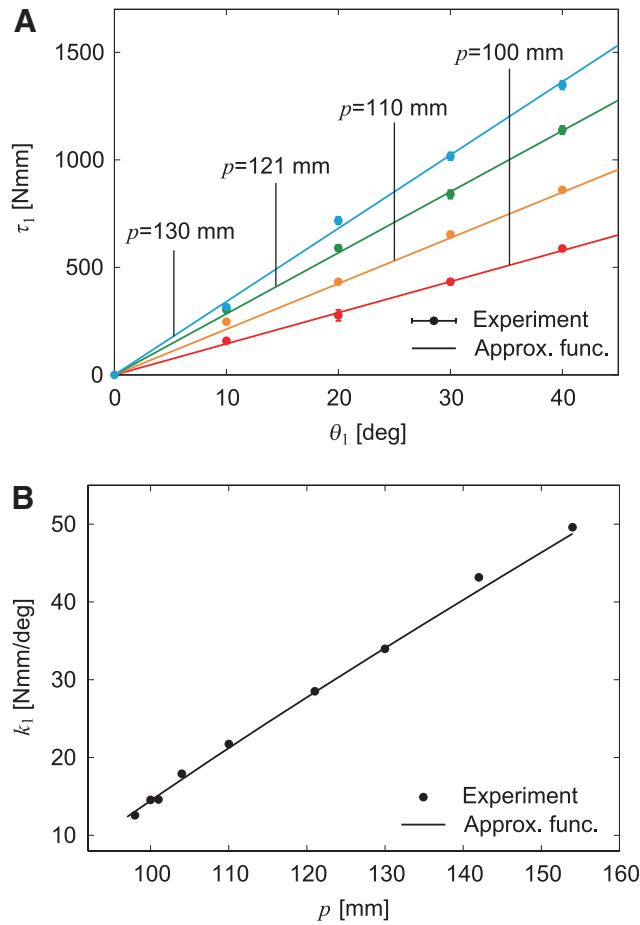 A
1500
1000
500
0
τ₁ [Nmm]
p=100 mm
p=110 mm
p=121 mm
p=130 mm
Experiment
Approx. func.
0 10 20 30 40
θ₁ [deg]
B
50
40
30
20
10
k₁ [Nmm/deg]
Experiment
Approx. func.
100 110 120 130 140 150 160
p [mm]